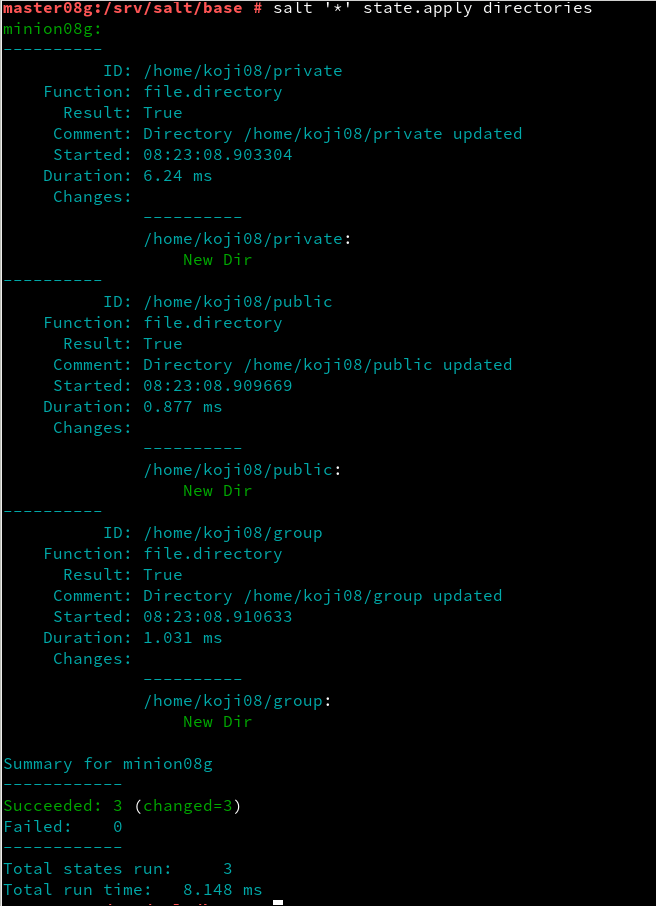 master08g:/srv/salt/base # salt '*' state.apply directories
minion08g:
----------
ID: /home/koji08/private
Function: file.directory
Result: True
Comment: Directory /home/koji08/private updated
Started: 08:23:08.903304
Duration: 6.24 ms
Changes:
----------
/home/koji08/private:
New Dir
----------
ID: /home/koji08/public
Function: file.directory
Result: True
Comment: Directory /home/koji08/public updated
Started: 08:23:08.909669
Duration: 0.877 ms
Changes:
----------
/home/koji08/public:
New Dir
----------
ID: /home/koji08/group
Function: file.directory
Result: True
Comment: Directory /home/koji08/group updated
Started: 08:23:08.910633
Duration: 1.031 ms
Changes:
----------
/home/koji08/group:
New Dir
Summary for minion08g
------------
Succeeded: 3 (changed=3)
Failed: 0
------------
Total states run: 3
Total run time: 8.148 ms